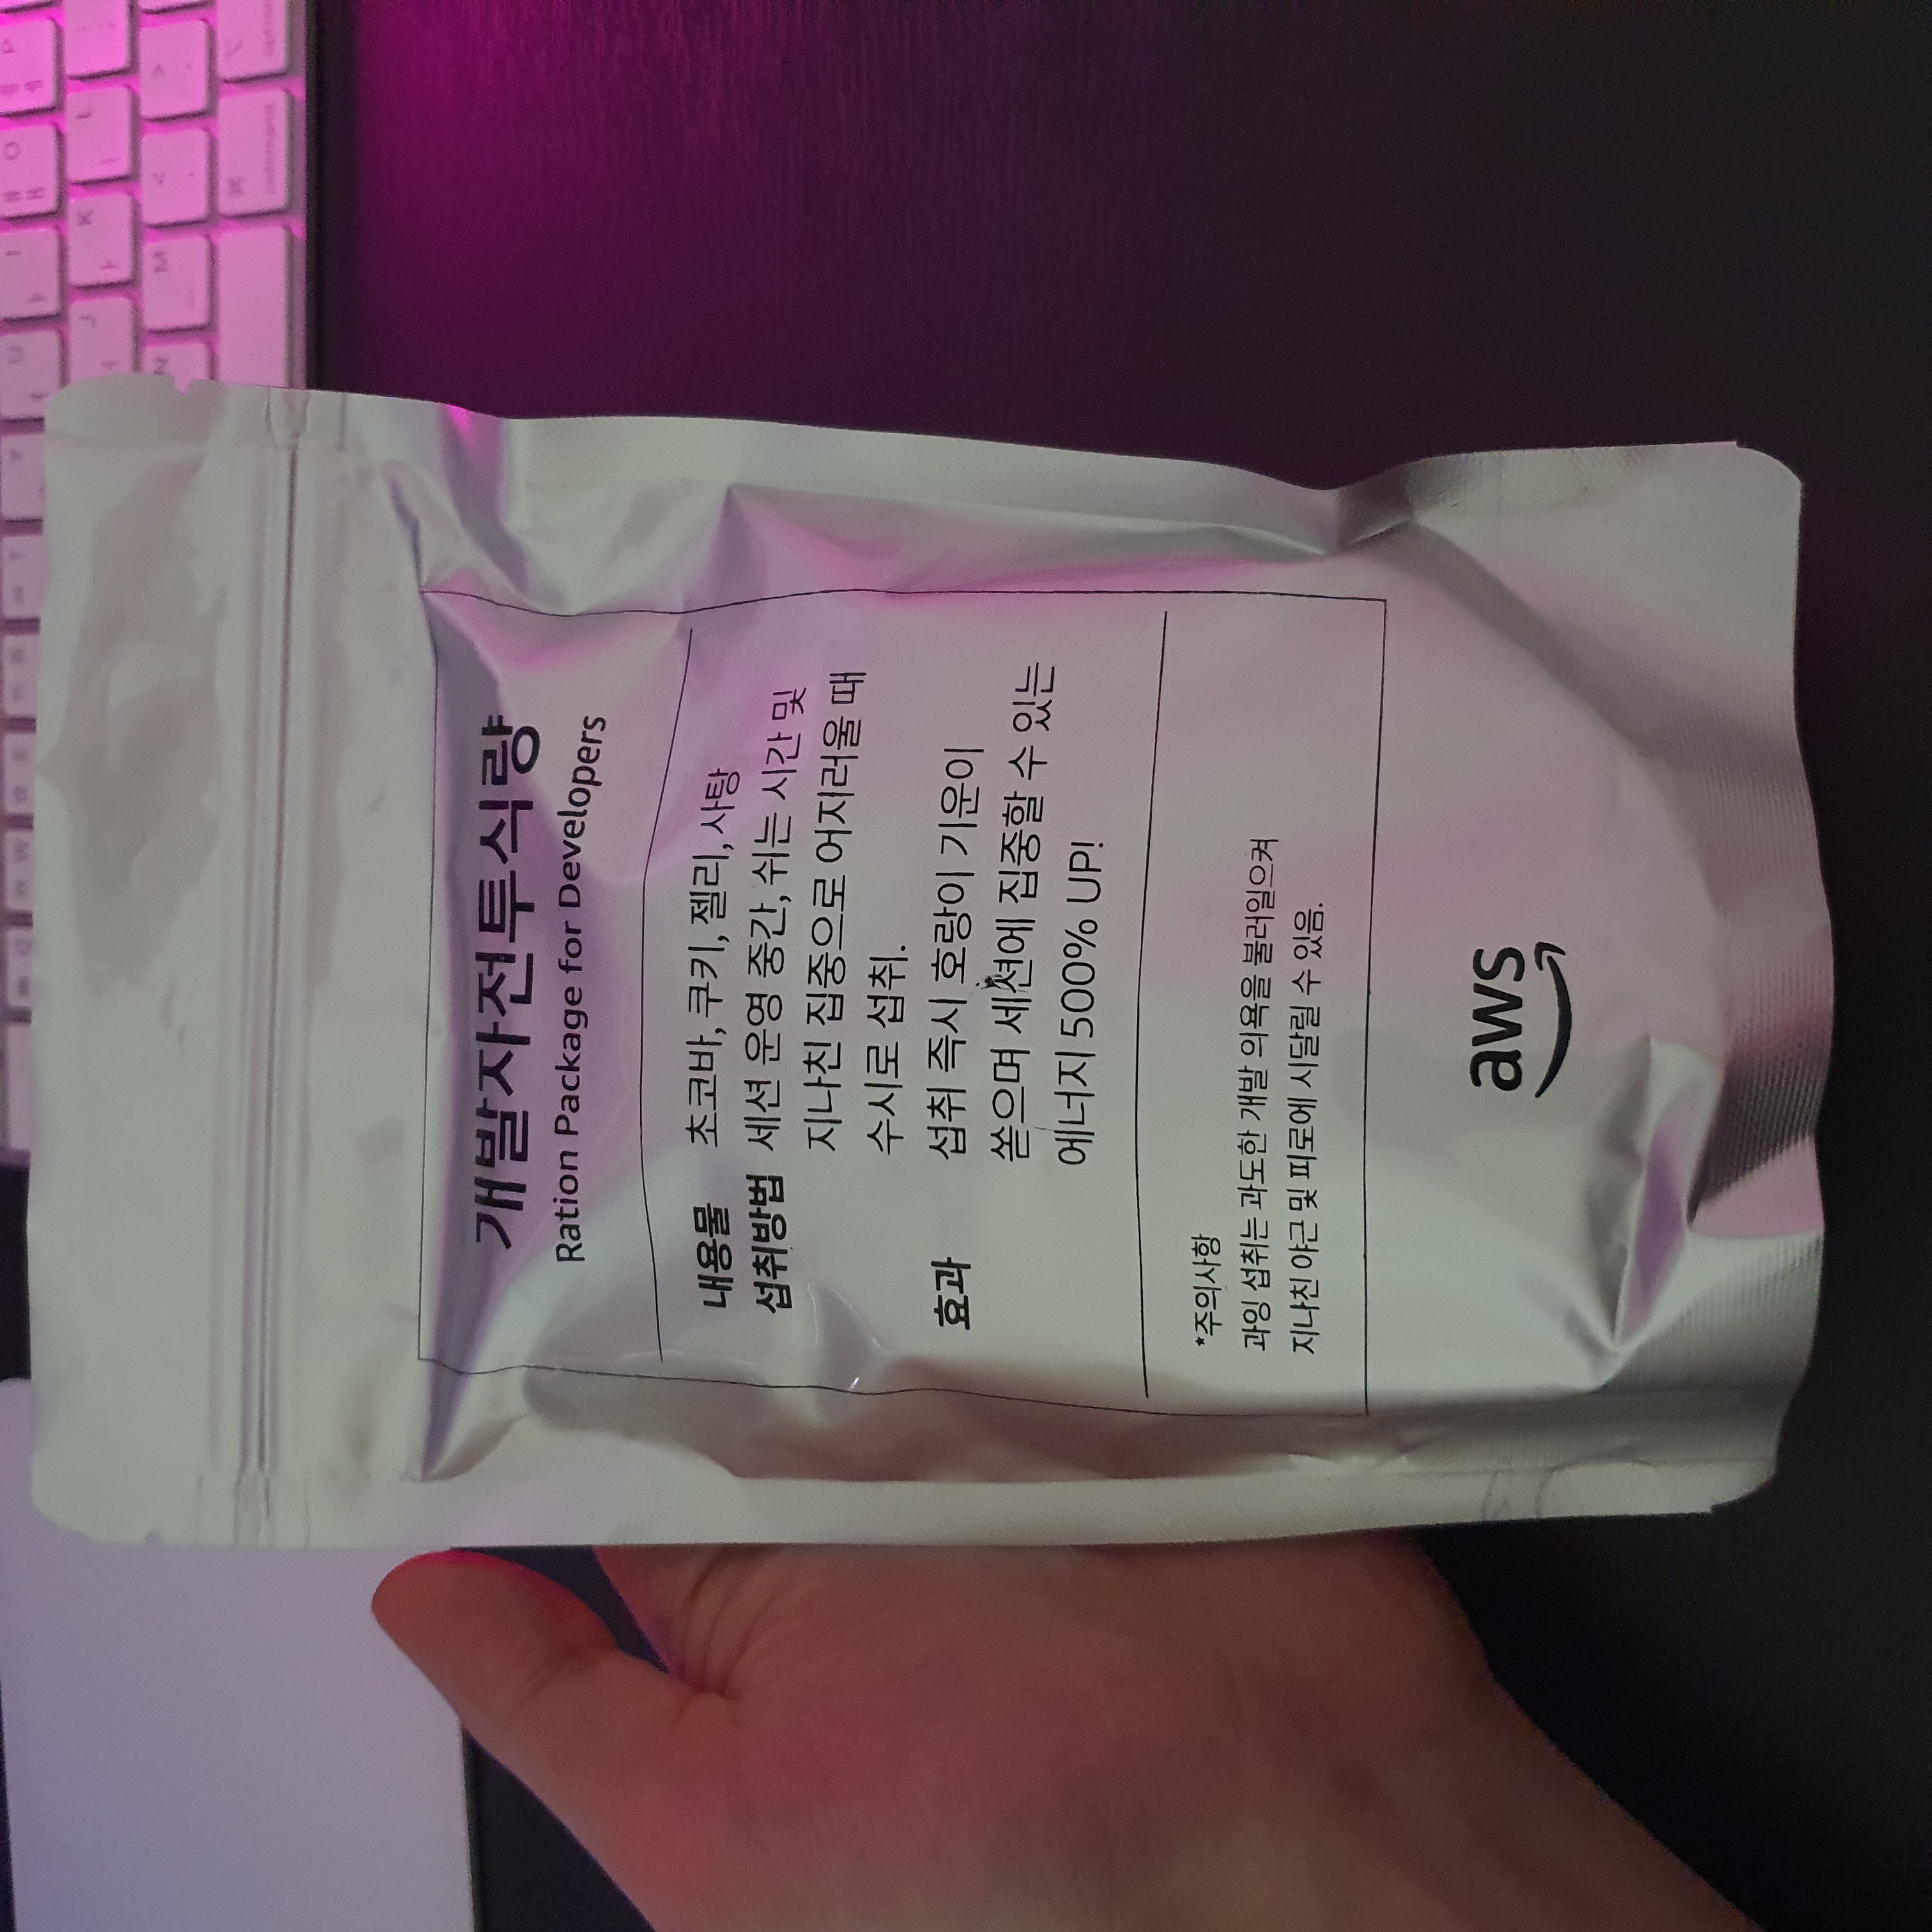 Q W E R T Y U I O P
J K L
N M < >
command option
개발자전투식량
Ration Package for Developers
내용물 초코바, 쿠키, 젤리, 사탕
섭취방법 세션 운영 중간, 쉬는 시간 및
지나친 집중으로 어지러울 때
수시로 섭취.
효과 섭취 즉시 호랑이 기운이
쏟으며 세션에 집중할 수 있는
에너지 500% UP!
*주의사항
과잉 섭취는 과도한 개발 의욕을 불러일으켜
지나친 야근 및 피로에 시달릴 수 있음.
aws